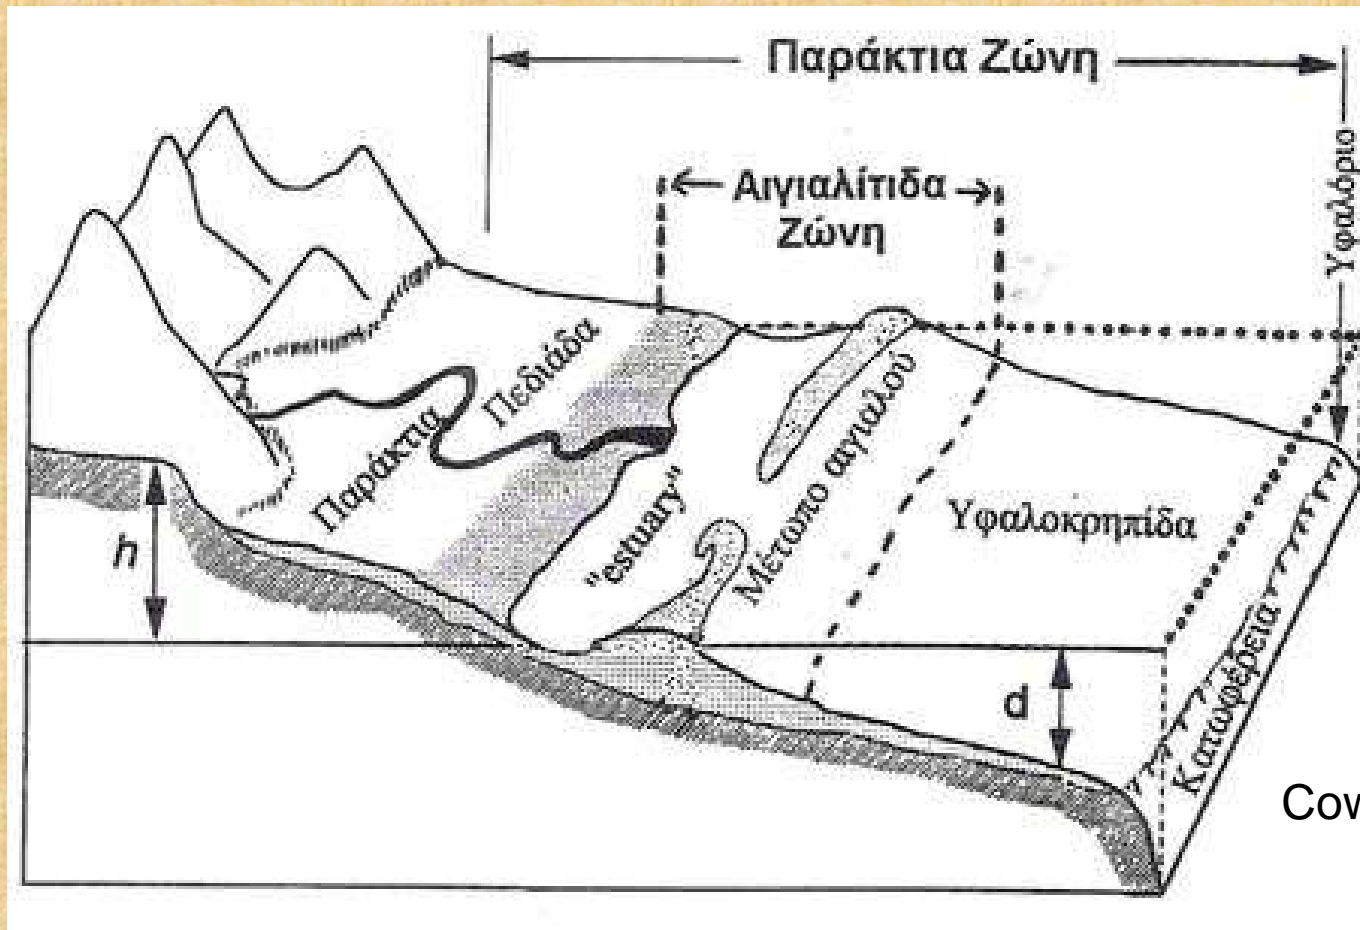 Παράκτια Ζώνη
Αιγιαλίτιδα
Ζώνη
Υφαλόριο
Παράκτια Πεδιάδα
"estuary"
Μέτωπο αιγιαλού
Υφαλοκρηπίδα
Κατωφέρεια
h
d
Cow